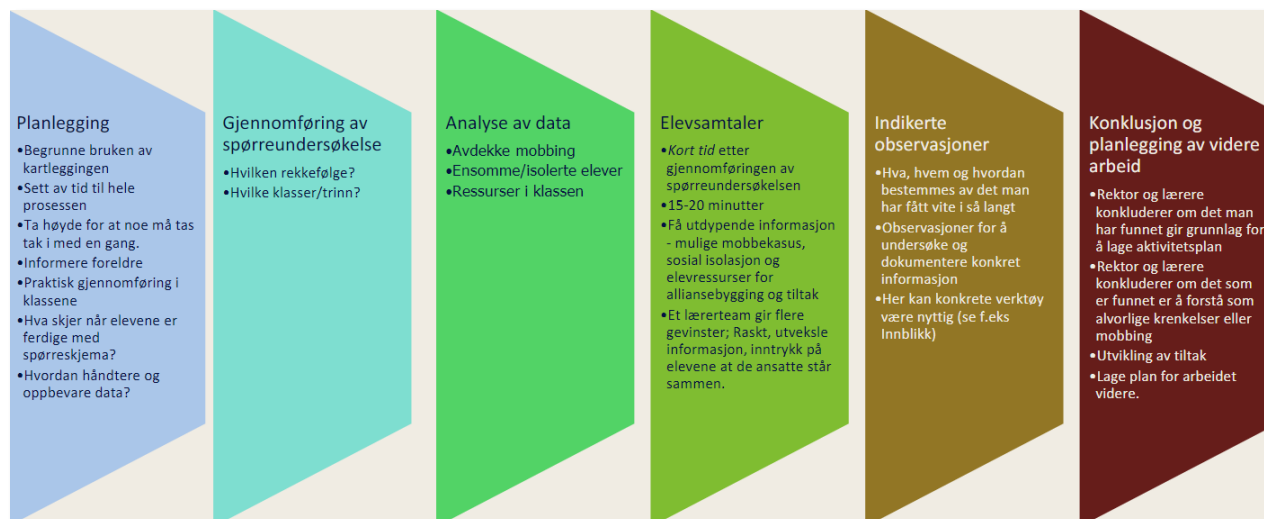 Planlegging
•Begrunne bruken av
kartleggingen
•Sett av tid til hele
prosessen
•Ta høyde for at noe må tas
tak i med en gang.
•Informere foreldre
•Praktisk gjennomføring i
klassene
•Hva skjer når elevene er
ferdige med
spørreskjema?
•Hvordan håndtere og
oppbevare data?
Gjennomføring av
spørreundersøkelse
•Hvilken rekkefølge?
•Hvilke klasser/trinn?
Analyse av data
•Avdekke mobbing
•Ensomme/isolerte elever
•Ressurser i klassen
Elevsamtaler
•Kort tid etter
gjennomføringen av
spørreundersøkelsen
•15-20 minutter
•Få utdypende informasjon
- mulige mobbekasus,
sosial isolasjon og
elevressurser for
alliansebygging og tiltak
•Et lærerteam gir flere
gevinster; Raskt, utveksle
informasjon, inntrykk på
elevene at de ansatte står
sammen.
Indikerte
observasjoner
•Hva, hvem og hvordan
bestemmes av det man
har fått vite i så langt
•Observasjoner for å
undersøke og
dokumentere konkret
informasjon
•Her kan konkrete verktøy
være nyttig (se f.eks
Innblikk)
Konklusjon og
planlegging av videre
arbeid
•Rektor og lærere
konkluderer om det man
har funnet gir grunnlag for
å lage aktivitetsplan
•Rektor og lærere
konkluderer om det som
er funnet er å forstå som
alvorlige krenkelser eller
mobbing
•Utvikling av tiltak
•Lage plan for arbeidet
videre.